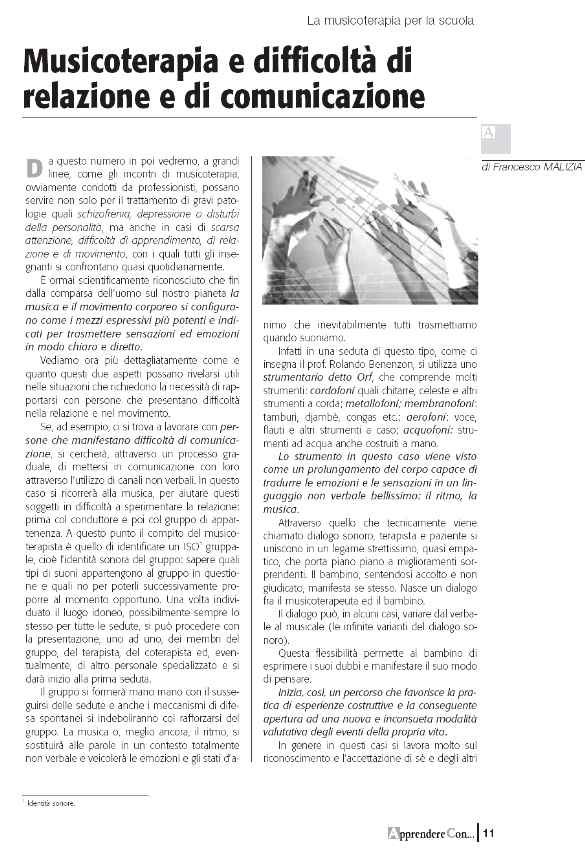 La musicoterapia per la scuola
Musicoterapia e difficoltà di
relazione e di comunicazione
A
di Francesco MALIZIA
Da questo numero in poi vedremo, a grandi
linee, come gli incontri di musicoterapia,
ovviamente condotti da professionisti, possano
servire non solo per il trattamento di gravi pato-
logie quali schizofrenia, depressione o disturbi
della personalità, ma anche in casi di scarsa
attenzione, difficoltà di apprendimento, di rela-
zione e di movimento, con i quali tutti gli inse-
gnanti si confrontano quasi quotidianamente.
È ormai scientificamente riconosciuto che fin
dalla comparsa dell'uomo sul nostro pianeta la
musica e il movimento corporeo si configura-
no come i mezzi espressivi più potenti e indi-
cati per trasmettere sensazioni ed emozioni
in modo chiaro e diretto.
Vediamo ora più dettagliatamente come e
quanto questi due aspetti possano rivelarsi utili
nelle situazioni che richiedono la necessità di rap-
portarsi con persone che presentano difficoltà
nella relazione e nel movimento.
Se, ad esempio, ci si trova a lavorare con per-
sone che manifestano difficoltà di comunica-
zione, si cercherà, attraverso un processo gra-
duale, di mettersi in comunicazione con loro
attraverso l'utilizzo di canali non verbali. In questo
caso si ricorrerà alla musica, per aiutare questi
soggetti in difficoltà a sperimentare la relazione:
prima col conduttore e poi col gruppo di appar-
tenenza. A questo punto il compito del musico-
terapista è quello di identificare un ISO¹ gruppa-
le, cioè l'identità sonora del gruppo: sapere quali
tipi di suoni appartengono al gruppo in questio-
ne e quali no per poterli successivamente pro-
porre al momento opportuno. Una volta indivi-
duato il luogo idoneo, possibilmente sempre lo
stesso per tutte le sedute, si può procedere con
la presentazione, uno ad uno, dei membri del
gruppo, del terapista, del coterapista ed, even-
tualmente, di altro personale specializzato e si
darà inizio alla prima seduta.
Il gruppo si formerà mano mano con il susse-
guirsi delle sedute e anche i meccanismi di dife-
sa spontanei si indeboliranno col rafforzarsi del
gruppo. La musica o, meglio ancora, il ritmo, si
sostituirà alle parole in un contesto totalmente
non verbale e veicolerà le emozioni e gli stati d'a-
nimo che inevitabilmente tutti trasmettiamo
quando suoniamo.
Infatti in una seduta di questo tipo, come ci
insegna il prof. Rolando Benenzon, si utilizza uno
strumentario detto Orf, che comprende molti
strumenti: cordofoni quali chitarre, celeste e altri
strumenti a corda; metallofoni; membranofoni:
tamburi, djambè, congas etc.; aerofoni: voce,
flauti e altri strumenti a caso; acquofoni: stru-
menti ad acqua anche costruiti a mano.
Lo strumento in questo caso viene visto
come un prolungamento del corpo capace di
tradurre le emozioni e le sensazioni in un lin-
guaggio non verbale bellissimo: il ritmo, la
musica.
Attraverso quello che tecnicamente viene
chiamato dialogo sonoro, terapista e paziente si
uniscono in un legame strettissimo, quasi empa-
tico, che porta piano piano a miglioramenti sor-
prendenti. Il bambino, sentendosi accolto e non
giudicato, manifesta se stesso. Nasce un dialogo
fra il musicoterapeuta ed il bambino.
Il dialogo può, in alcuni casi, variare dal verba-
le al musicale (le infinite varianti del dialogo so-
noro).
Questa flessibilità permette al bambino di
esprimere i suoi dubbi e manifestare il suo modo
di pensare.
Inizia, così, un percorso che favorisce la pra-
tica di esperienze costruttive e la conseguente
apertura ad una nuova e inconsueta modalità
valutativa degli eventi della propria vita.
In genere in questi casi si lavora molto sul
riconoscimento e l'accettazione di sè e degli altri
¹ Identità sonore.
Apprendere Con... 11